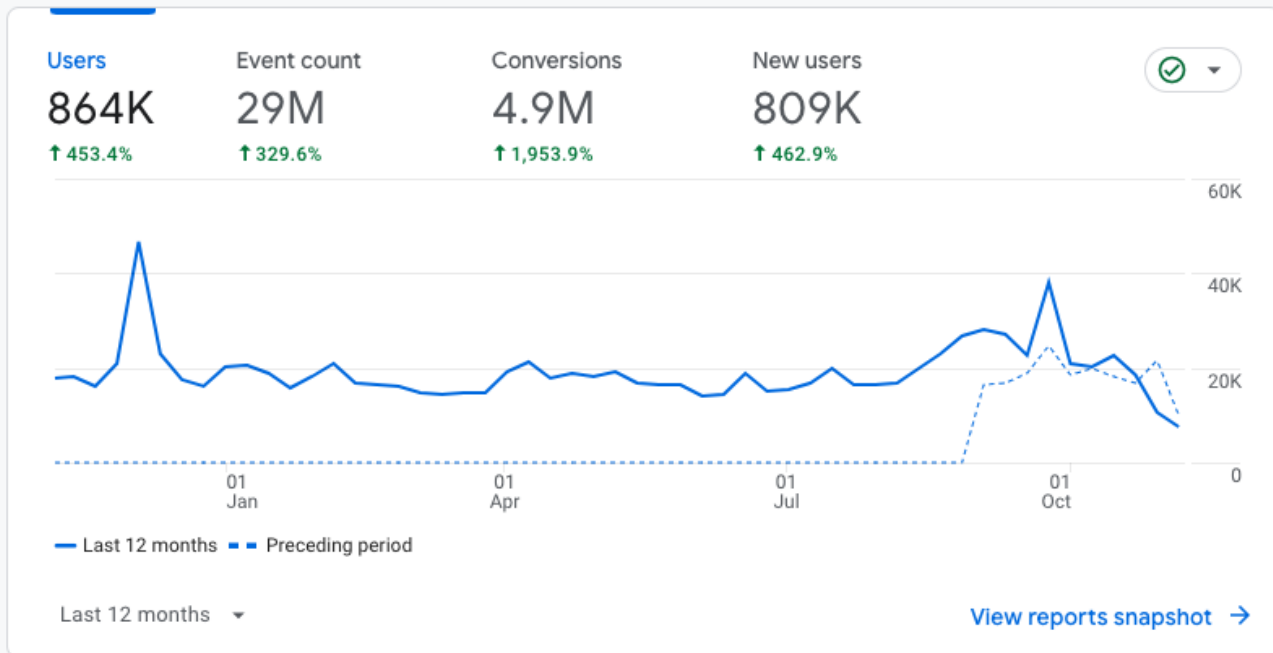 Users
864K
↑ 453.4%
Event count
29M
↑ 329.6%
Conversions
4.9M
↑ 1,953.9%
New users
809K
↑ 462.9%
60K
40K
20K
0
01
Jan
01
Apr
01
Jul
01
Oct
Last 12 months
Preceding period
Last 12 months
View reports snapshot →